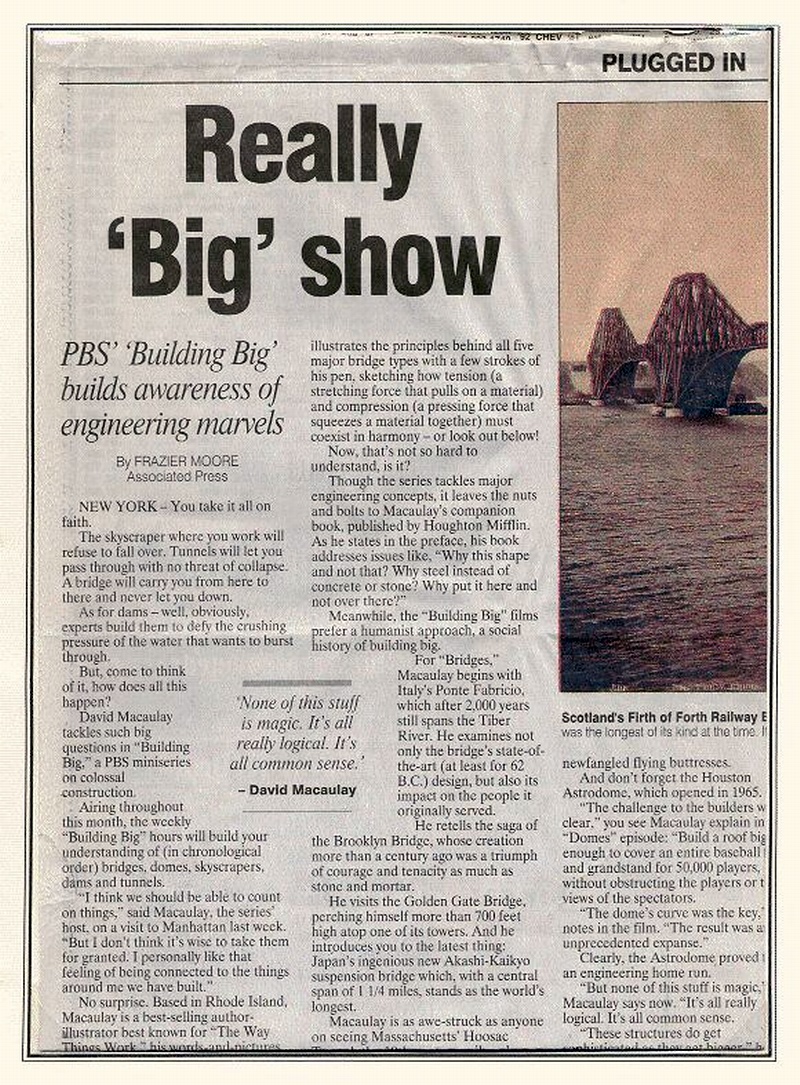 '92 CHEV
PLUGGED IN
Really
‘Big’ show
PBS’ ‘Building Big’
builds awareness of
engineering marvels
By FRAZIER MOORE
Associated Press
NEW YORK – You take it all on
faith.
The skyscraper where you work will
refuse to fall over. Tunnels will let you
pass through with no threat of collapse.
A bridge will carry you from here to
there and never let you down.
As for dams – well, obviously,
experts build them to defy the crushing
pressure of the water that wants to burst
through.
But, come to think
of it, how does all this
happen?
David Macaulay
tackles such big
questions in “Building
Big,” a PBS miniseries
on colossal
construction.
Airing throughout
this month, the weekly
“Building Big” hours will build your
understanding of (in chronological
order) bridges, domes, skyscrapers,
dams and tunnels.
“I think we should be able to count
on things,” said Macaulay, the series’
host, on a visit to Manhattan last week.
“But I don’t think it’s wise to take them
for granted. I personally like that
feeling of being connected to the things
around me we have built.”
No surprise. Based in Rhode Island,
Macaulay is a best-selling author-
illustrator best known for “The Way
Things Work,” his words-and-pictures
‘None of this stuff
is magic. It’s all
really logical. It’s
all common sense.’
– David Macaulay
illustrates the principles behind all five
major bridge types with a few strokes of
his pen, sketching how tension (a
stretching force that pulls on a material)
and compression (a pressing force that
squeezes a material together) must
coexist in harmony – or look out below!
Now, that’s not so hard to
understand, is it?
Though the series tackles major
engineering concepts, it leaves the nuts
and bolts to Macaulay’s companion
book, published by Houghton Mifflin.
As he states in the preface, his book
addresses issues like, “Why this shape
and not that? Why steel instead of
concrete or stone? Why put it here and
not over there?”
Meanwhile, the “Building Big” films
prefer a humanist approach, a social
history of building big.
For “Bridges,”
Macaulay begins with
Italy’s Ponte Fabricio,
which after 2,000 years
still spans the Tiber
River. He examines not
only the bridge’s state-of-
the-art (at least for 62
B.C.) design, but also its
impact on the people it
originally served.
He retells the saga of
the Brooklyn Bridge, whose creation
more than a century ago was a triumph
of courage and tenacity as much as
stone and mortar.
He visits the Golden Gate Bridge,
perching himself more than 700 feet
high atop one of its towers. And he
introduces you to the latest thing:
Japan’s ingenious new Akashi-Kaikyo
suspension bridge which, with a central
span of 1 1/4 miles, stands as the world’s
longest.
Macaulay is as awe-struck as anyone
on seeing Massachusetts’ Hoosac
Scotland's Firth of Forth Railway
was the longest of its kind at the time.
newfangled flying buttresses.
And don’t forget the Houston
Astrodome, which opened in 1965.
“The challenge to the builders w
clear,” you see Macaulay explain in
“Domes” episode: “Build a roof big
enough to cover an entire baseball
and grandstand for 50,000 players,
without obstructing the players or t
views of the spectators.
“The dome’s curve was the key,”
notes in the film. “The result was a
unprecedented expanse.”
Clearly, the Astrodome proved
an engineering home run.
“But none of this stuff is magic,”
Macaulay says now. “It’s all really
logical. It’s all common sense.
“These structures do get
sophisticated as they get bigger,”